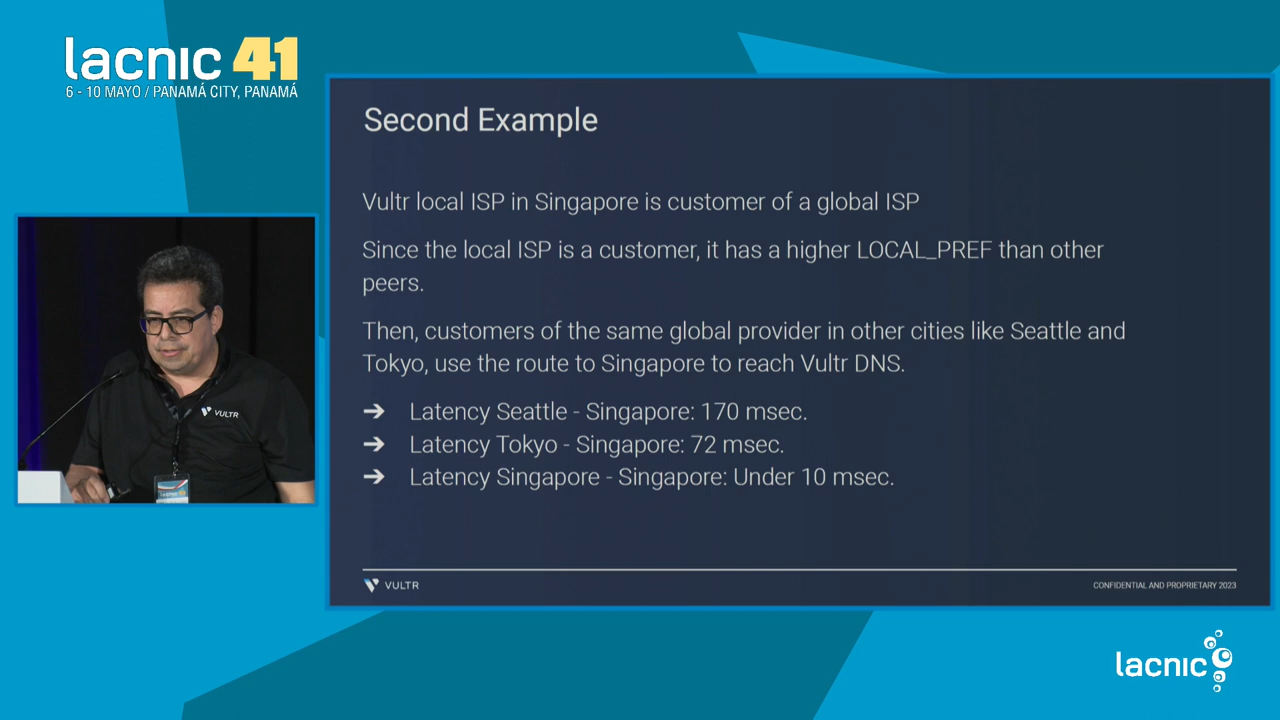 lacnic 41
6 - 10 MAYO / PANAMÁ CITY, PANAMÁ
Second Example
Vultr local ISP in Singapore is customer of a global ISP
Since the local ISP is a customer, it has a higher LOCAL_PREF than other
peers.
Then, customers of the same global provider in other cities like Seattle and
Tokyo, use the route to Singapore to reach Vultr DNS.
➔ Latency Seattle - Singapore: 170 msec.
➔ Latency Tokyo - Singapore: 72 msec.
➔ Latency Singapore - Singapore: Under 10 msec.
VULTR
CONFIDENTIAL AND PROPRIETARY 2023
VULTR
lacnic